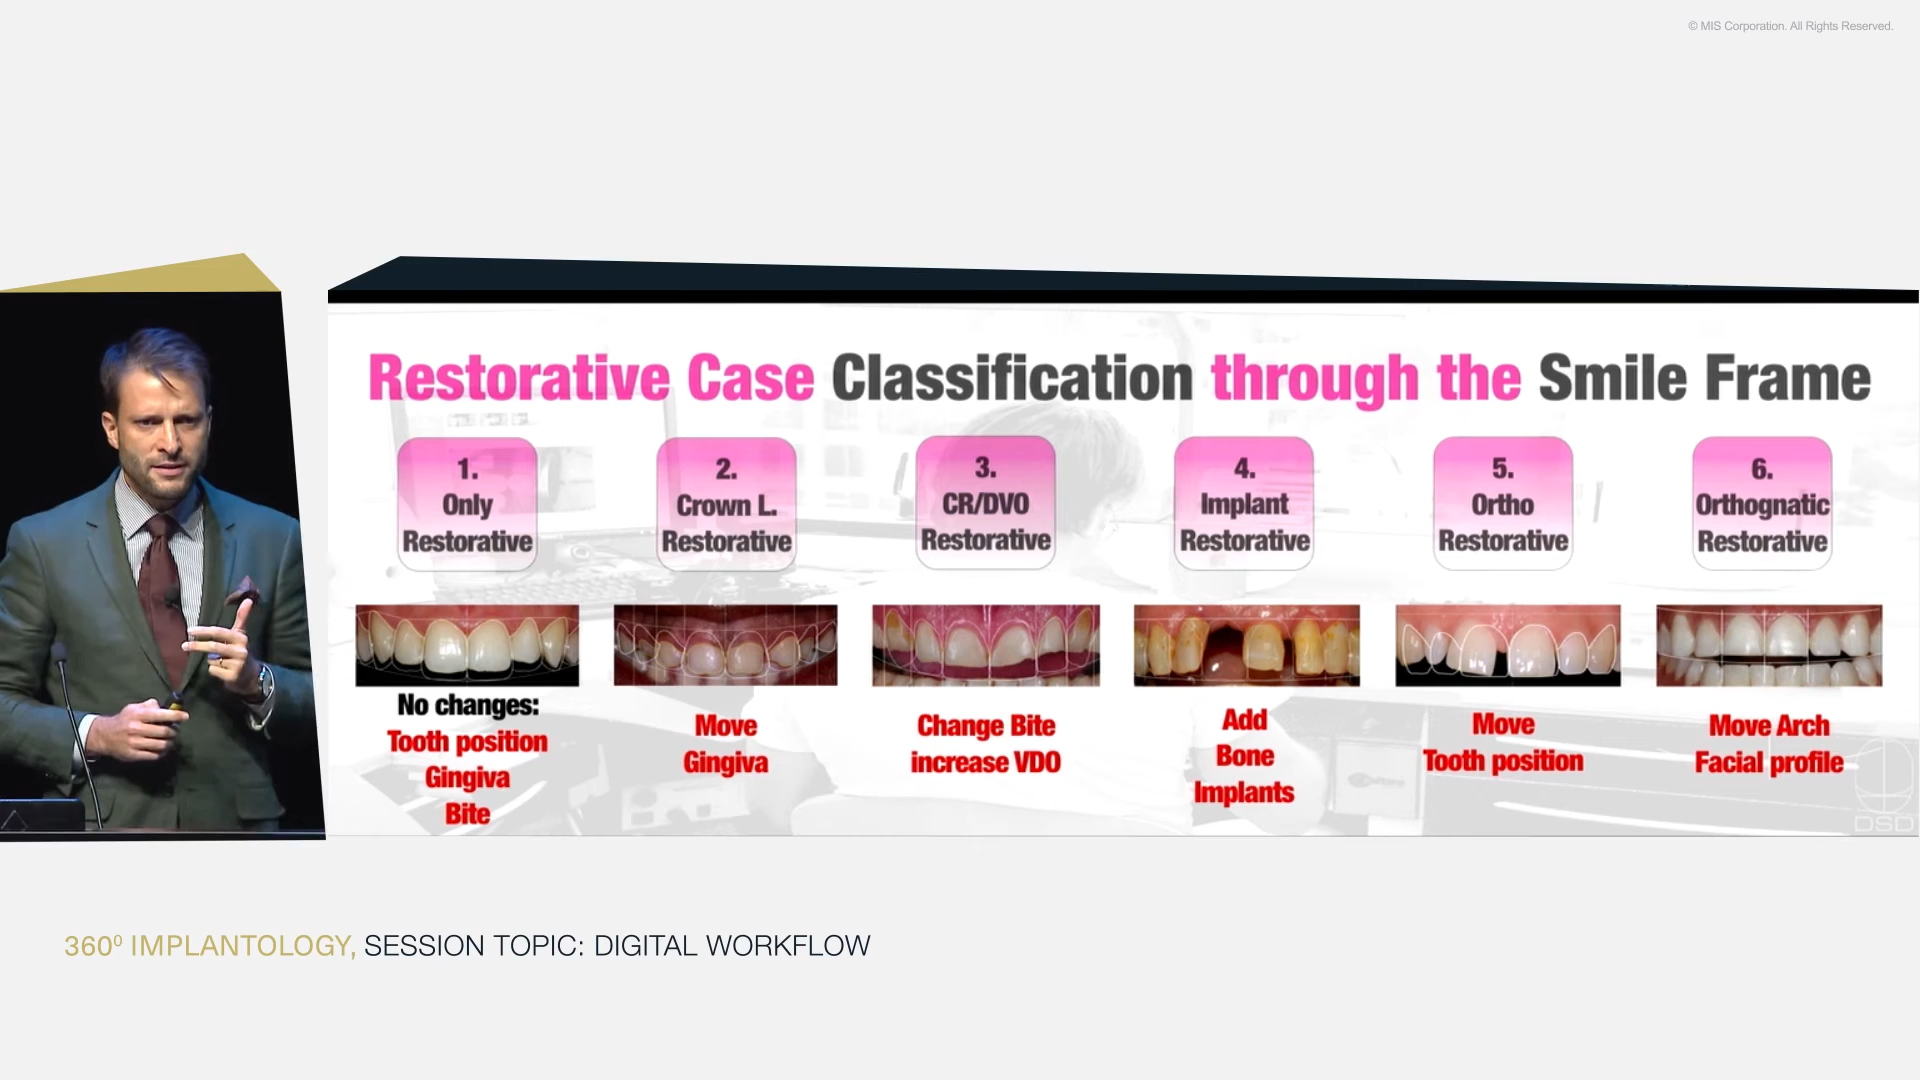 © MIS Corporation. All Rights Reserved.
Restorative Case Classification through the Smile Frame
1.
Only
Restorative
2.
Crown L.
Restorative
3.
CR/DVO
Restorative
4.
Implant
Restorative
5.
Ortho
Restorative
6.
Orthognatic
Restorative
No changes:
Tooth position
Gingiva
Bite
Move
Gingiva
Change Bite
increase VDO
Add
Bone
Implants
Move
Tooth position
Move Arch
Facial profile
DSD
360⁰ IMPLANTOLOGY, SESSION TOPIC: DIGITAL WORKFLOW